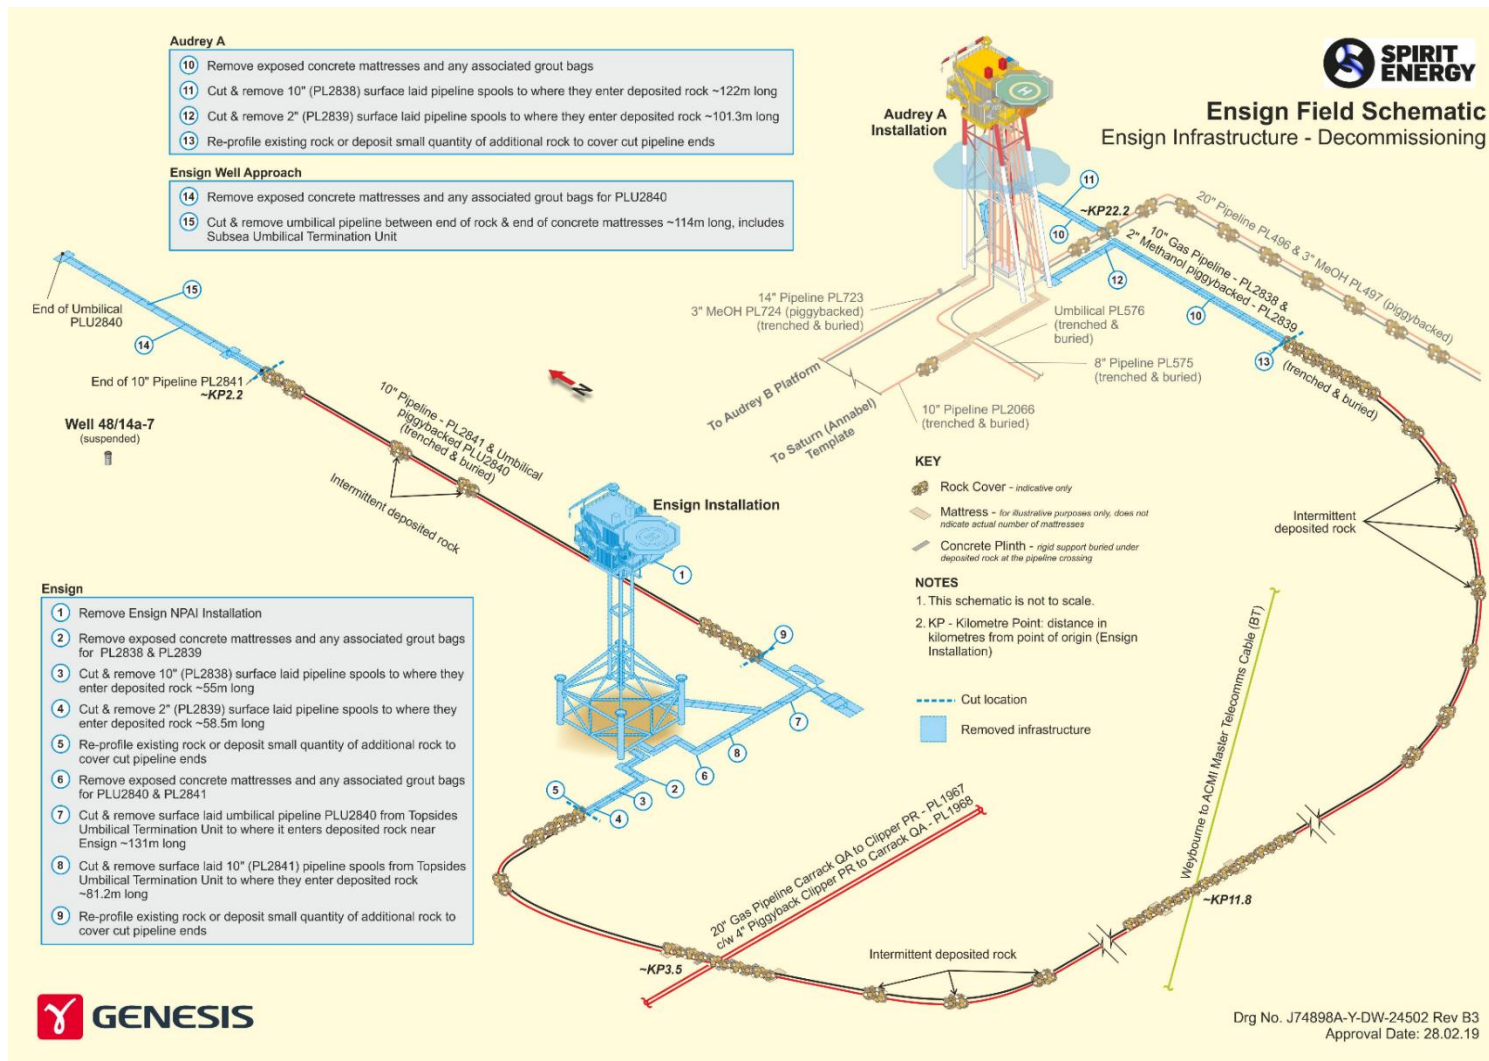 Audrey A
10 Remove exposed concrete mattresses and any associated grout bags
11 Cut & remove 10" (PL2838) surface laid pipeline spools to where they enter deposited rock ~122m long
12 Cut & remove 2" (PL2839) surface laid pipeline spools to where they enter deposited rock ~101.3m long
13 Re-profile existing rock or deposit small quantity of additional rock to cover cut pipeline ends
Ensign Well Approach
14 Remove exposed concrete mattresses and any associated grout bags for PLU2840
15 Cut & remove umbilical pipeline between end of rock & end of concrete mattresses ~114m long, includes
Subsea Umbilical Termination Unit
SPIRIT
ENERGY
Ensign Field Schematic
Ensign Infrastructure - Decommissioning
Audrey A
Installation
H
11
~KP22.2
10
20" Pipeline PL496 & 3" MeOH PL497 (piggybacked)
10" Gas Pipeline - PL2838 &
2" Methanol piggybacked - PL2839
12
10
13
(trenched & buried)
14" Pipeline PL723
3" MeOH PL724 (piggybacked)
(trenched & buried)
Umbilical PL576
(trenched &
buried)
8" Pipeline PL575
(trenched & buried)
To Audrey B Platform
To Saturn (Annabel)
Template
10" Pipeline PL2066
(trenched & buried)
15
End of Umbilical
PLU2840
14
End of 10" Pipeline PL2841
~KP2.2
Well 48/14a-7
(suspended)
N
10" Pipeline - PL2841 & Umbilical
piggybacked PLU2840
(trenched & buried)
Intermittent deposited rock
Ensign Installation
H
1
9
7
8
6
2
3
4
5
KEY
Rock Cover - indicative only
Mattress - for illustrative purposes only, does not
ndicate actual number of mattresses
Concrete Plinth - rigid support buried under
deposited rock at the pipeline crossing
NOTES
1. This schematic is not to scale.
2. KP - Kilometre Point: distance in
kilometres from point of origin (Ensign
Installation)
Cut location
Removed infrastructure
Intermittent
deposited rock
Weybourne to ACMI Master Telecomms Cable (BT)
~KP11.8
Ensign
1 Remove Ensign NPAI Installation
2 Remove exposed concrete mattresses and any associated grout bags
for PL2838 & PL2839
3 Cut & remove 10" (PL2838) surface laid pipeline spools to where they
enter deposited rock ~55m long
4 Cut & remove 2" (PL2839) surface laid pipeline spools to where they
enter deposited rock ~58.5m long
5 Re-profile existing rock or deposit small quantity of additional rock to
cover cut pipeline ends
6 Remove exposed concrete mattresses and any associated grout bags
for PLU2840 & PL2841
7 Cut & remove surface laid umbilical pipeline PLU2840 from Topsides
Umbilical Termination Unit to where it enters deposited rock near
Ensign ~131m long
8 Cut & remove surface laid 10" (PL2841) pipeline spools from Topsides
Umbilical Termination Unit to where they enter deposited rock
~81.2m long
9 Re-profile existing rock or deposit small quantity of additional rock to
cover cut pipeline ends
20" Gas Pipeline Carrack QA to Clipper PR - PL1967
c/w 4" Piggyback Clipper PR to Carrack QA - PL1968
~KP3.5
Intermittent deposited rock
GENESIS
Drg No. J74898A-Y-DW-24502 Rev B3
Approval Date: 28.02.19